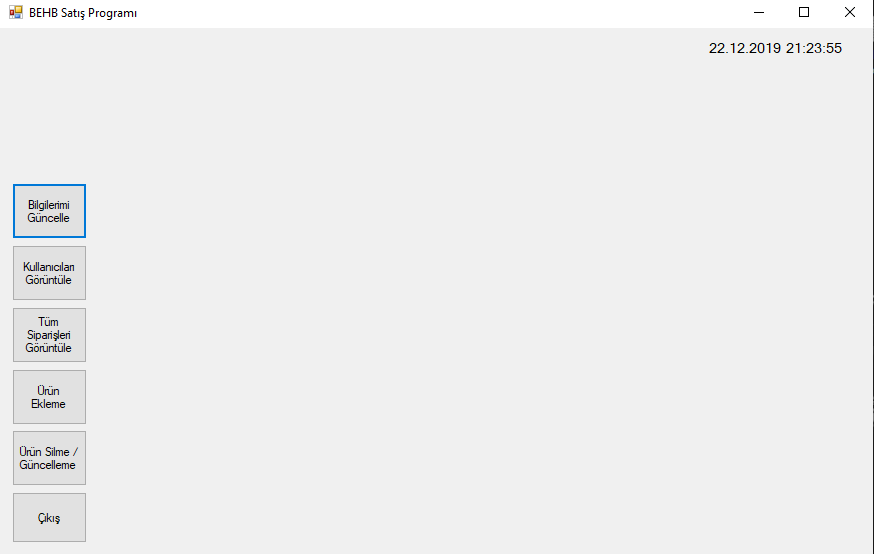 BEHB Satış Programı
22.12.2019 21:23:55
Bilgilerimi
Güncelle
Kullanıcıları
Görüntüle
Tüm
Siparişleri
Görüntüle
Ürün
Ekleme
Ürün Silme /
Güncelleme
Çıkış